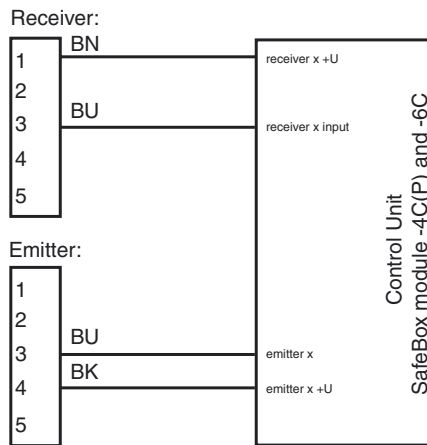 Receiver:
1
BN
receiver x +U
2
3
BU
receiver x input
4
5
Emitter:
1
2
3
BU
emitter x
4
BK
emitter x +U
5
Control Unit
SafeBox module -4C(P) and -6C